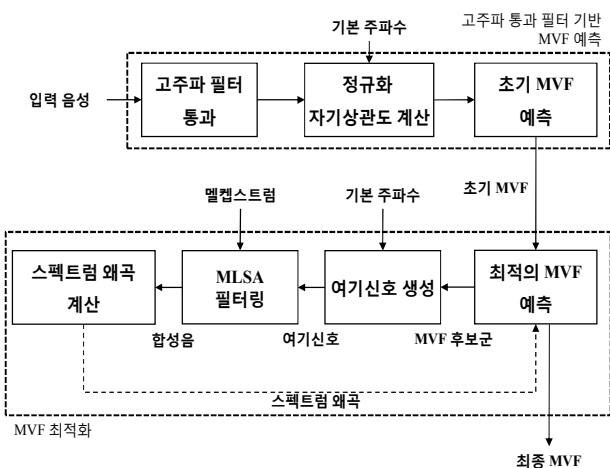 고주파 통과 필터 기반
MVF 예측
기본 주파수
입력 음성
고주파 필터
통과
정규화
자기상관도 계산
초기 MVF
예측
초기 MVF
멜켑스트럼
기본 주파수
스펙트럼 왜곡
계산
MLSA
필터링
여기신호 생성
최적의 MVF
예측
합성음
여기신호
MVF 후보군
스펙트럼 왜곡
MVF 최적화
최종 MVF